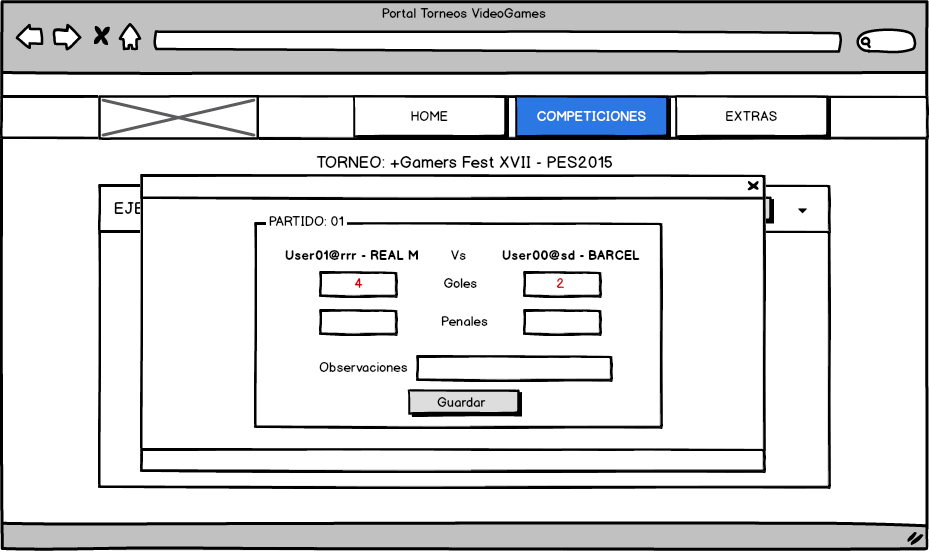 Portal Torneos VideoGames
HOME COMPETICIONES EXTRAS
TORNEO: +Gamers Fest XVII - PES2015
EJE
PARTIDO: 01
User01@rrr - REAL M Vs User00@sd - BARCEL
4 Goles 2
Penales
Observaciones
Guardar